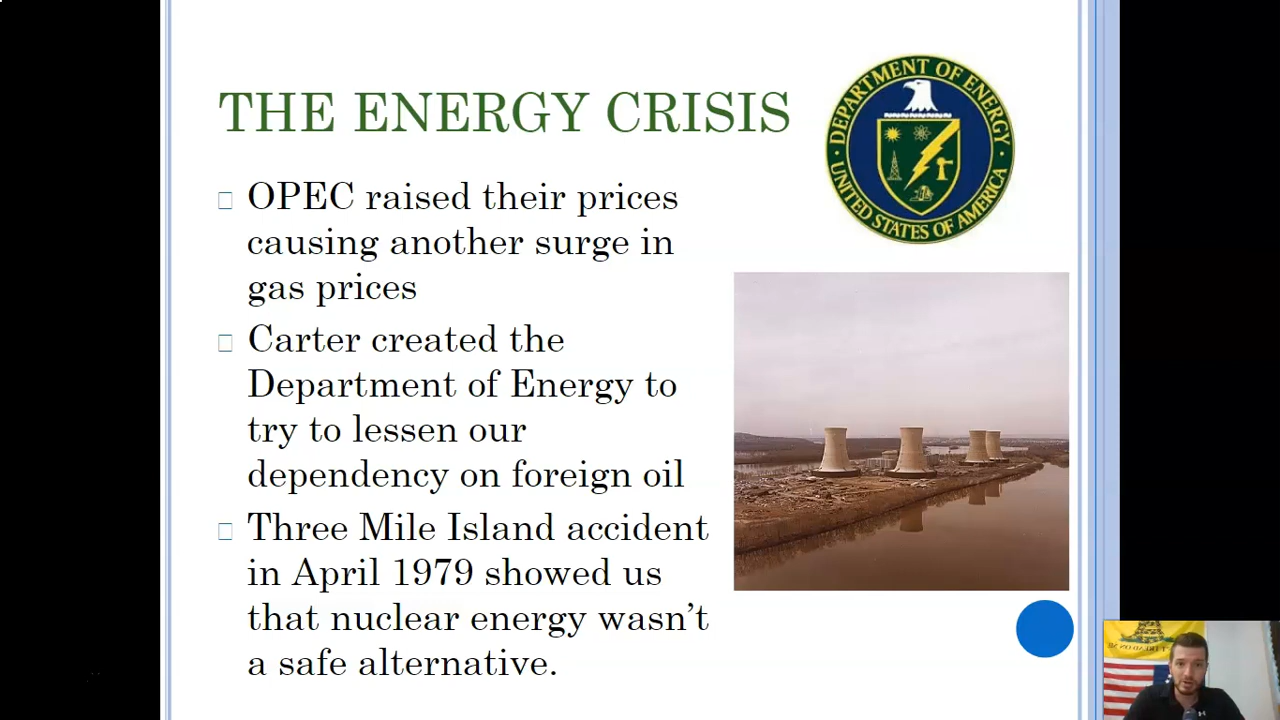 THE ENERGY CRISIS
DEPARTMENT OF ENERGY
UNITED STATES OF AMERICA
OPEC raised their prices
causing another surge in
gas prices
Carter created the
Department of Energy to
try to lessen our
dependency on foreign oil
Three Mile Island accident
in April 1979 showed us
that nuclear energy wasn't
a safe alternative.